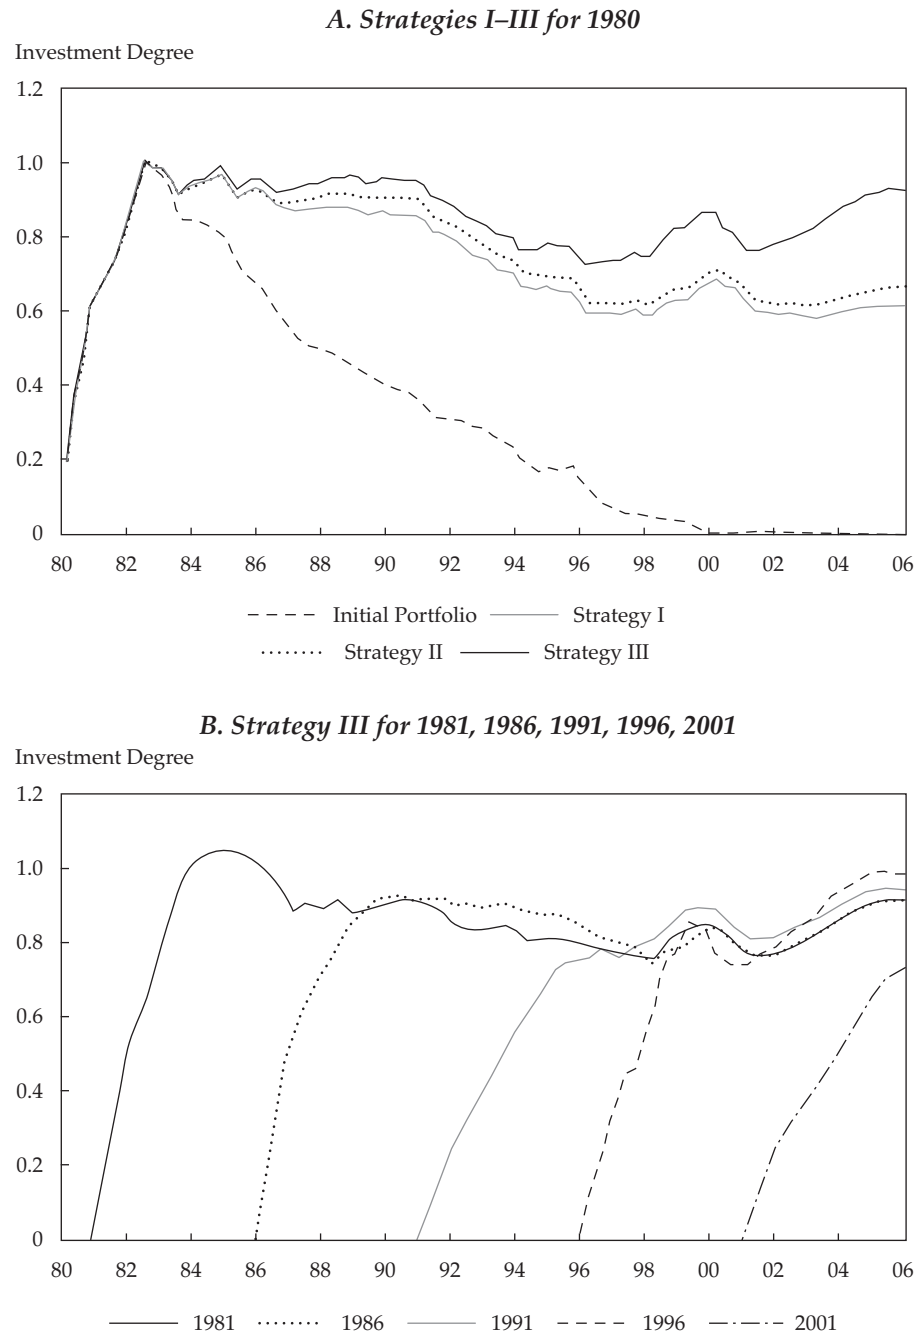 A. Strategies I–III for 1980
Investment Degree
1.2
1.0
0.8
0.6
0.4
0.2
0
80 82 84 86 88 90 92 94 96 98 00 02 04 06
Initial Portfolio Strategy I
Strategy II Strategy III
B. Strategy III for 1981, 1986, 1991, 1996, 2001
Investment Degree
1.2
1.0
0.8
0.6
0.4
0.2
0
80 82 84 86 88 90 92 94 96 98 00 02 04 06
1981 1986 1991 1996 2001